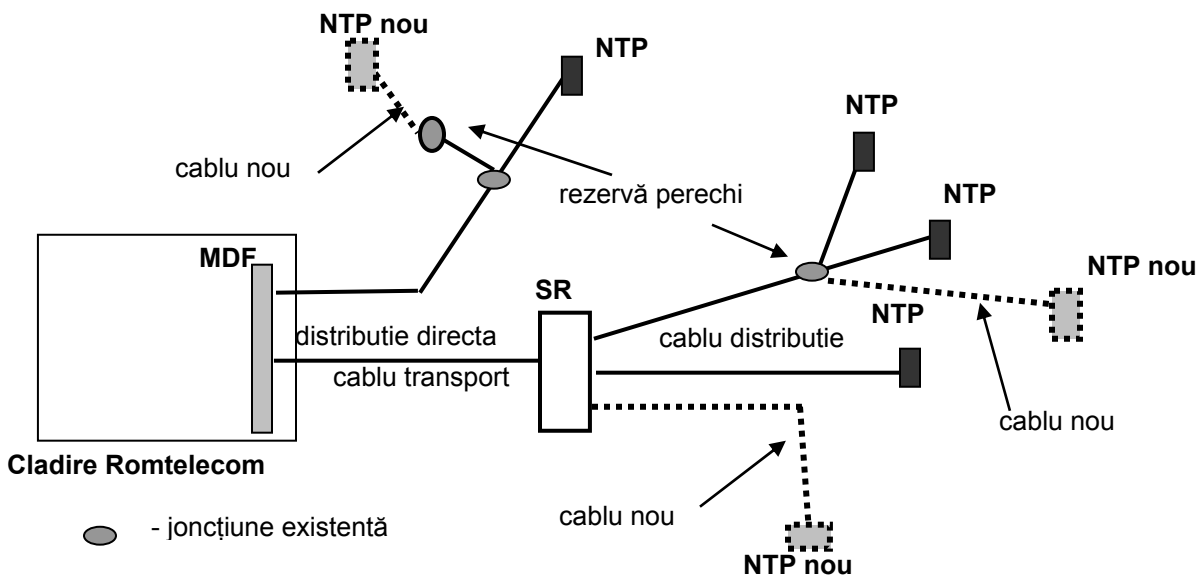 NTP nou
NTP
NTP
cablu nou
rezervă perechi
NTP
MDF
NTP nou
SR
NTP
distributie directa
cablu distributie
cablu transport
cablu nou
Cladire Romtelecom
cablu nou
- joncțiune existentă
NTP nou